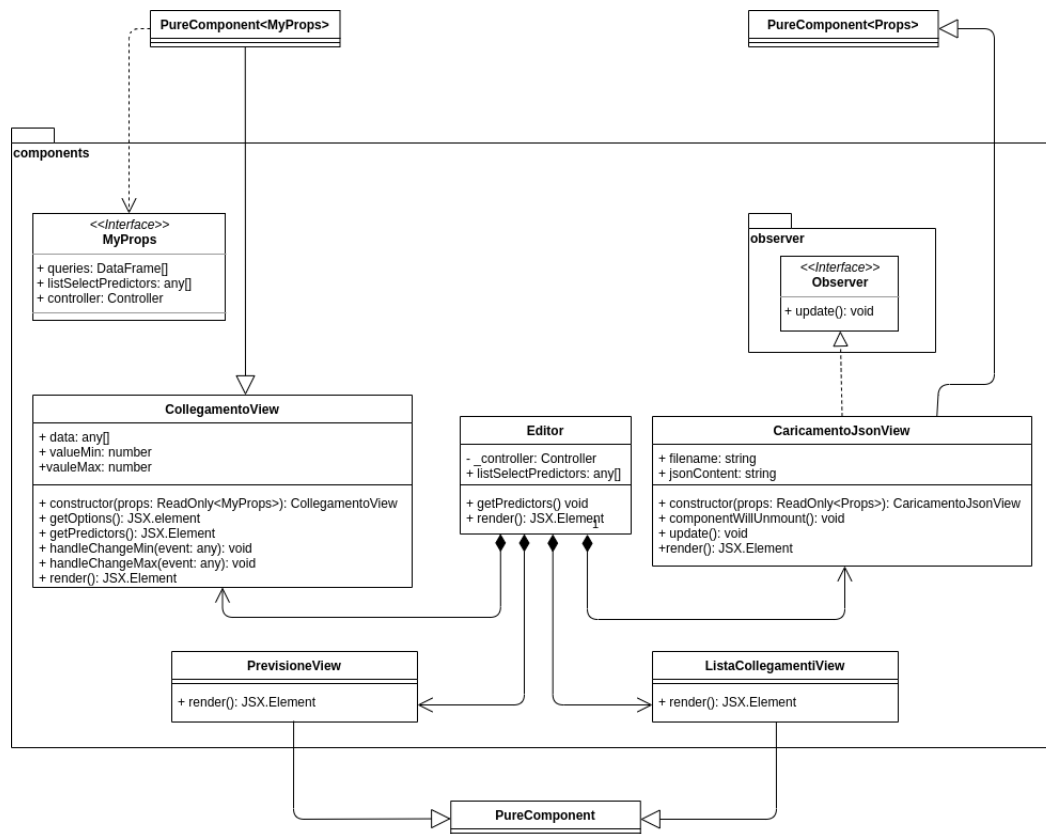 PureComponent<MyProps>
PureComponent<Props>
components
<<Interface>>
MyProps
+ queries: DataFrame[]
+ listSelectPredictors: any[]
+ controller: Controller
observer
<<Interface>>
Observer
+ update(): void
CollegamentoView
+ data: any[]
+ valueMin: number
+vauleMax: number
+ constructor(props: ReadOnly<MyProps>): CollegamentoView
+ getOptions(): JSX.element
+ getPredictors(): JSX.Element
+ handleChangeMin(event: any): void
+ handleChangeMax(event: any): void
+ render(): JSX.Element
Editor
- _controller: Controller
+ listSelectPredictors: any[]
+ getPredictors() void
+ render(): JSX.Element
1
CaricamentoJsonView
+ filename: string
+ jsonContent: string
+ constructor(props: ReadOnly<Props>): CaricamentoJsonView
+ componentWillUnmount(): void
+ update(): void
+render(): JSX.Element
PrevisioneView
+ render(): JSX.Element
ListaCollegamentiView
+ render(): JSX.Element
PureComponent